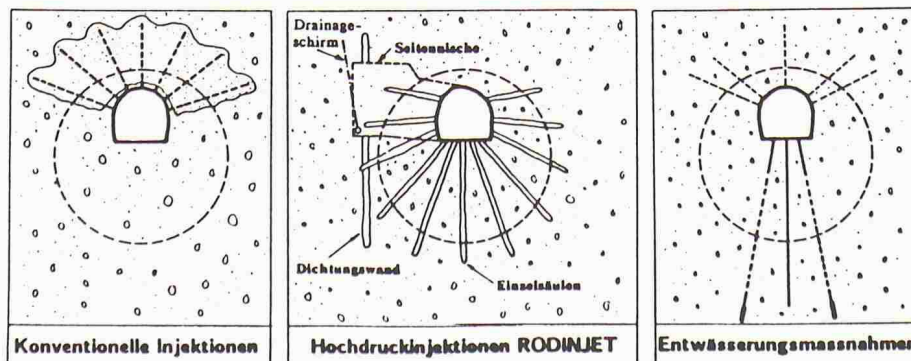 Drainage-
schirm
Seitennische
Dichtungswand
Einzelsäulen
Konventionelle Injektionen
Hochdruckinjektionen RODINJET
Entwässerungsmassnahmen